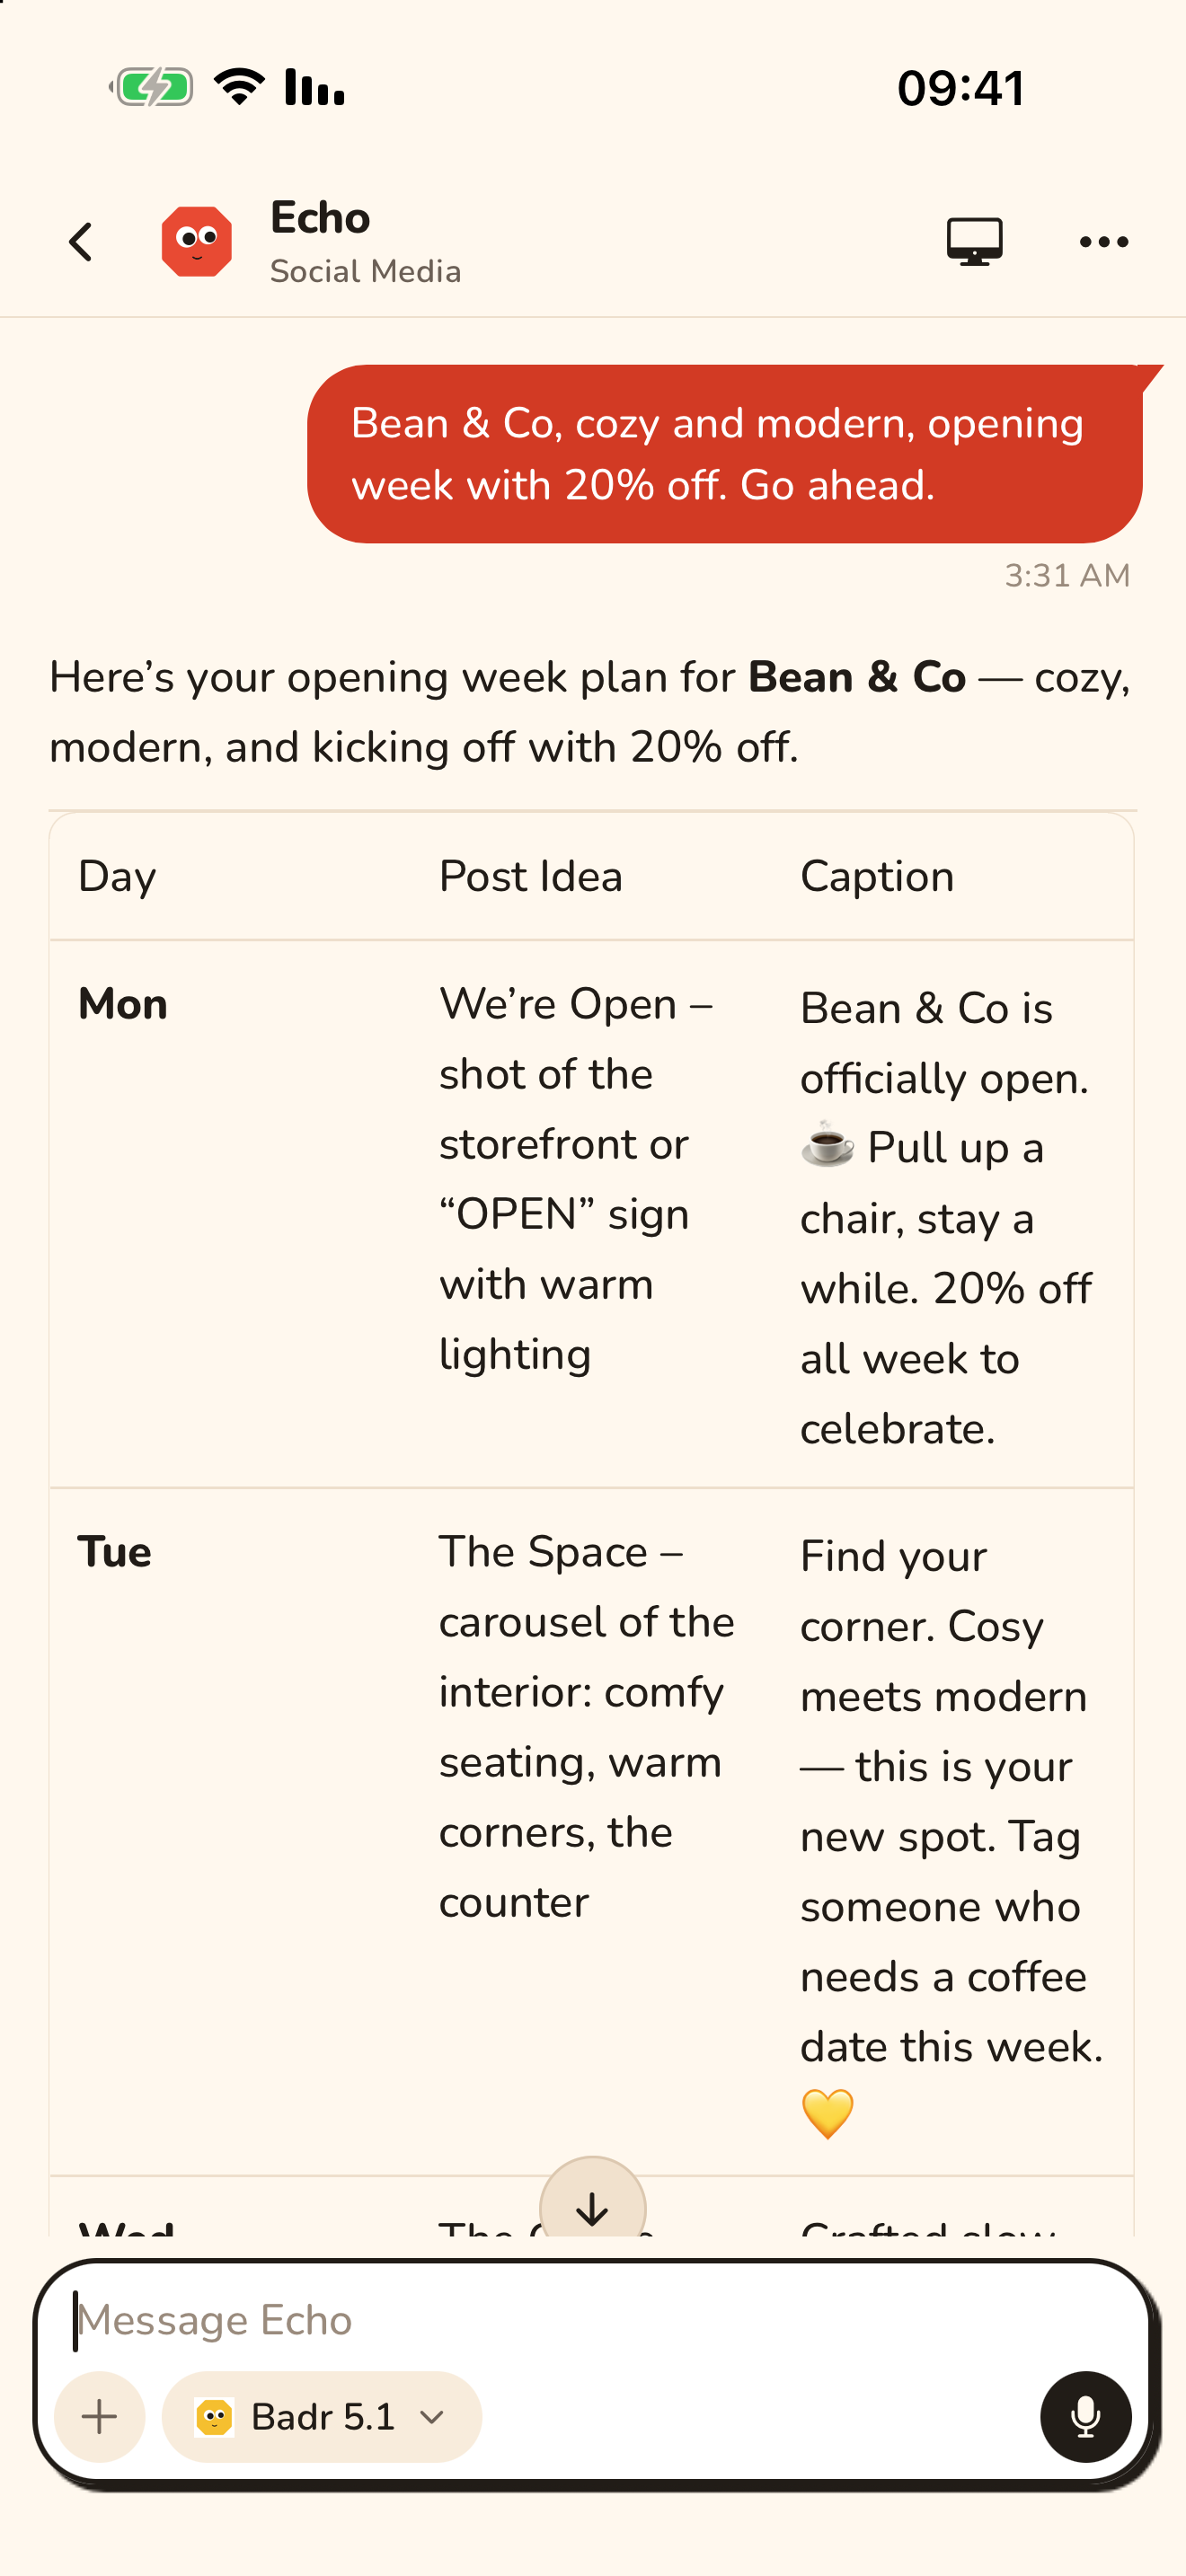 09:41
Echo
Social Media
Bean & Co, cozy and modern, opening
week with 20% off. Go ahead.
3:31 AM
Here’s your opening week plan for Bean & Co — cozy,
modern, and kicking off with 20% off.
Day
Post Idea
Caption
Mon
We’re Open –
shot of the
storefront or
“OPEN” sign
with warm
lighting
Bean & Co is
officially open.
☕ Pull up a
chair, stay a
while. 20% off
all week to
celebrate.
Tue
The Space –
carousel of the
interior: comfy
seating, warm
corners, the
counter
Find your
corner. Cosy
meets modern
— this is your
new spot. Tag
someone who
needs a coffee
date this week.
💛
Wed
The
Crafted slow
Message Echo
Badr 5.1